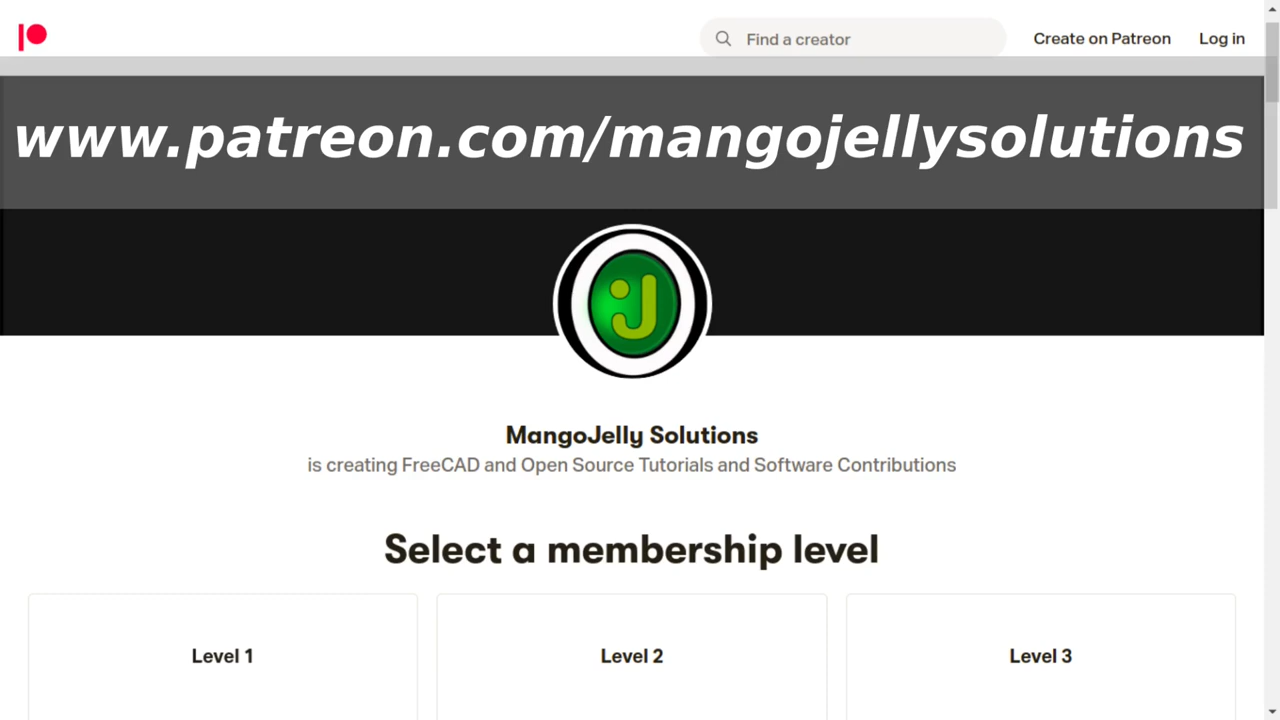 Find a creator
Create on Patreon
Log in
www.patreon.com/mangojellysolutions
MangoJelly Solutions
is creating FreeCAD and Open Source Tutorials and Software Contributions
Select a membership level
Level 1
Level 2
Level 3